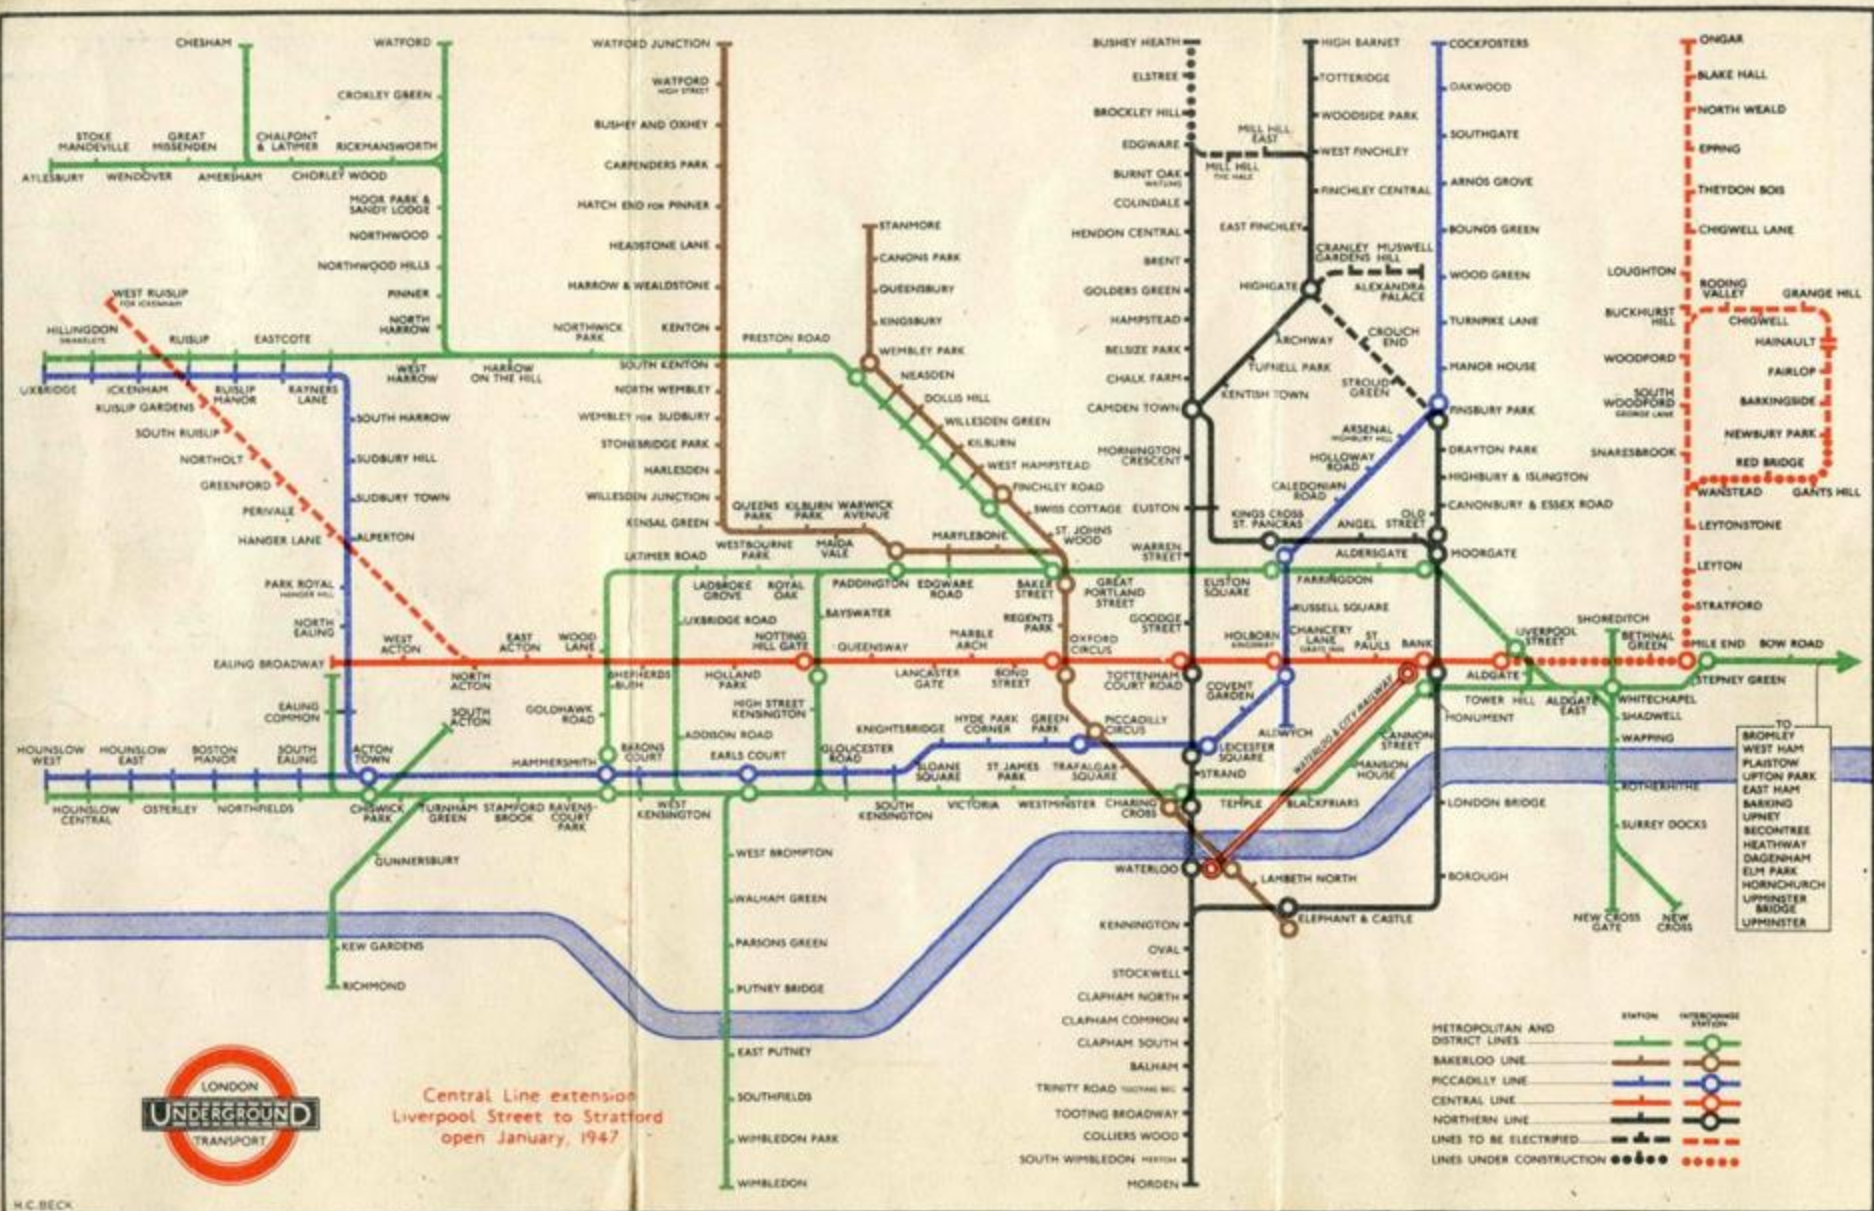 CHESHAM
WATFORD
CROXLEY GREEN
STOKE
MANDEVILLE
GREAT
MISSENDEN
CHALFONT
& LATIMER
RICKMANSWORTH
AYLESBURY
WENDOVER
AMERSHAM
CHORLEY WOOD
MOOR PARK &
SANDY LODGE
NORTHWOOD
NORTHWOOD HILLS
PINNER
NORTH
HARROW
WEST RUISLIP
FOR ICKENHAM
HILLINGDON
SWAKELEYS
RUISLIP
EASTCOTE
UXBRIDGE
ICKENHAM
RUISLIP
MANOR
RAYNERS
LANE
WEST
HARROW
HARROW
ON THE HILL
NORTHWICK
PARK
PRESTON ROAD
RUISLIP GARDENS
SOUTH RUISLIP
NORTHOLT
GREENFORD
PERIVALE
HANGER LANE
SOUTH HARROW
SUDBURY HILL
SUDBURY TOWN
ALPERTON
PARK ROYAL
HANGER HILL
NORTH
EALING
WATFORD JUNCTION
WATFORD
HIGH STREET
BUSHEY AND OXHEY
CARPENDERS PARK
HATCH END FOR PINNER
HEADSTONE LANE
HARROW & WEALDSTONE
KENTON
SOUTH KENTON
NORTH WEMBLEY
WEMBLEY FOR SUDBURY
STONEBRIDGE PARK
HARLESDEN
WILLESDEN JUNCTION
KENSAL GREEN
QUEENS
PARK
KILBURN
PARK
WARWICK
AVENUE
MAIDA
VALE
MARYLEBONE
STANMORE
CANONS PARK
QUEENSBURY
KINGSBURY
WEMBLEY PARK
NEASDEN
DOLLIS HILL
WILLESDEN GREEN
KILBURN
WEST HAMPSTEAD
FINCHLEY ROAD
SWISS COTTAGE
ST. JOHNS
WOOD
BUSHEY HEATH
ELSTREE
BROCKLEY HILL
EDGWARE
BURNT OAK
WATLING
COLINDALE
HENDON CENTRAL
BRENT
GOLDERS GREEN
HAMPSTEAD
BELSIZE PARK
CHALK FARM
CAMDEN TOWN
MORNINGTON
CRESCENT
EUSTON
WARREN
STREET
GOODGE
STREET
MILL HILL
EAST
MILL HILL
THE HALE
HIGH BARNET
TOTTERIDGE
WOODSIDE PARK
WEST FINCHLEY
FINCHLEY CENTRAL
EAST FINCHLEY
CRANLEY
GARDENS
MUSWELL
HILL
ALEXANDRA
PALACE
HIGHGATE
ARCHWAY
TUFNELL PARK
KENTISH TOWN
CROUCH
END
STROUD
GREEN
COCKFOSTERS
OAKWOOD
SOUTHGATE
ARNOS GROVE
BOUNDS GREEN
WOOD GREEN
TURNPIKE LANE
MANOR HOUSE
FINSBURY PARK
ARSENAL
HIGHBURY HILL
HOLLOWAY
ROAD
CALEDONIAN
ROAD
DRAYTON PARK
HIGHBURY & ISLINGTON
CANONBURY & ESSEX ROAD
KINGS CROSS
ST. PANCRAS
ANGEL
OLD
STREET
MOORGATE
ALDERSGATE
FARRINGDON
EUSTON
SQUARE
RUSSELL SQUARE
ONGAR
BLAKE HALL
NORTH WEALD
EPPING
THEYDON BOIS
CHIGWELL LANE
LOUGHTON
RODING
VALLEY
GRANGE HILL
BUCKHURST
HILL
CHIGWELL
HAINAULT
WOODFORD
FAIRLOP
SOUTH
WOODFORD
GEORGE LANE
BARKINGSIDE
NEWBURY PARK
SNARESBROOK
RED BRIDGE
WANSTEAD
GANTS HILL
LEYTONSTONE
LEYTON
STRATFORD
LATIMER ROAD
WESTBOURNE
PARK
LADBROKE
GROVE
ROYAL
OAK
PADDINGTON
EDGWARE
ROAD
BAKER
STREET
GREAT
PORTLAND
STREET
REGENTS
PARK
UXBRIDGE ROAD
BAYSWATER
EALING BROADWAY
WEST
ACTON
NORTH
ACTON
EAST
ACTON
WOOD
LANE
SHEPHERDS
BUSH
HOLLAND
PARK
NOTTING
HILL GATE
QUEENSWAY
LANCASTER
GATE
MARBLE
ARCH
BOND
STREET
OXFORD
CIRCUS
TOTTENHAM
COURT ROAD
HOLBORN
KINGSWAY
CHANCERY
LANE
GRAYS INN
ST
PAULS
BANK
LIVERPOOL
STREET
SHOREDITCH
BETHNAL
GREEN
MILE END
BOW ROAD
STEPNEY GREEN
ALDGATE
TOWER HILL
ALDGATE
EAST
WHITECHAPEL
MONUMENT
CANNON
STREET
MANSION
HOUSE
WATERLOO & CITY RAILWAY
COVENT
GARDEN
ALDWYCH
LEICESTER
SQUARE
EALING
COMMON
SOUTH
ACTON
GOLDHAWK
ROAD
ADDISON ROAD
HIGH STREET
KENSINGTON
KNIGHTSBRIDGE
HYDE PARK
CORNER
GREEN
PARK
PICCADILLY
CIRCUS
HOUNSLOW
WEST
HOUNSLOW
EAST
BOSTON
MANOR
SOUTH
EALING
ACTON
TOWN
HAMMERSMITH
BARONS
COURT
EARLS COURT
GLOUCESTER
ROAD
SLOANE
SQUARE
ST. JAMES
PARK
TRAFALGAR
SQUARE
STRAND
HOUNSLOW
CENTRAL
OSTERLEY
NORTHFIELDS
CHISWICK
PARK
TURNHAM
GREEN
STAMFORD
BROOK
RAVENS-
COURT
PARK
WEST
KENSINGTON
SOUTH
KENSINGTON
VICTORIA
WESTMINSTER
CHARING
CROSS
TEMPLE
BLACKFRIARS
LONDON BRIDGE
SHADWELL
WAPPING
ROTHERHITHE
SURREY DOCKS
NEW CROSS
GATE
NEW
CROSS
TO
BROMLEY
WEST HAM
PLAISTOW
UPTON PARK
EAST HAM
BARKING
UPNEY
BECONTREE
HEATHWAY
DAGENHAM
ELM PARK
HORNCHURCH
UPMINSTER
BRIDGE
UPMINSTER
GUNNERSBURY
KEW GARDENS
RICHMOND
WEST BROMPTON
WALHAM GREEN
PARSONS GREEN
PUTNEY BRIDGE
EAST PUTNEY
SOUTHFIELDS
WIMBLEDON PARK
WIMBLEDON
WATERLOO
LAMBETH NORTH
BOROUGH
ELEPHANT & CASTLE
KENNINGTON
OVAL
STOCKWELL
CLAPHAM NORTH
CLAPHAM COMMON
CLAPHAM SOUTH
BALHAM
TRINITY ROAD TOOTING BEC
TOOTING BROADWAY
COLLIERS WOOD
SOUTH WIMBLEDON MERTON
MORDEN
LONDON
UNDERGROUND
TRANSPORT
Central Line extension
Liverpool Street to Stratford
open January, 1947
STATION
INTERCHANGE
STATION
METROPOLITAN AND
DISTRICT LINES
BAKERLOO LINE
PICCADILLY LINE
CENTRAL LINE
NORTHERN LINE
LINES TO BE ELECTRIFIED
LINES UNDER CONSTRUCTION
H.C.BECK